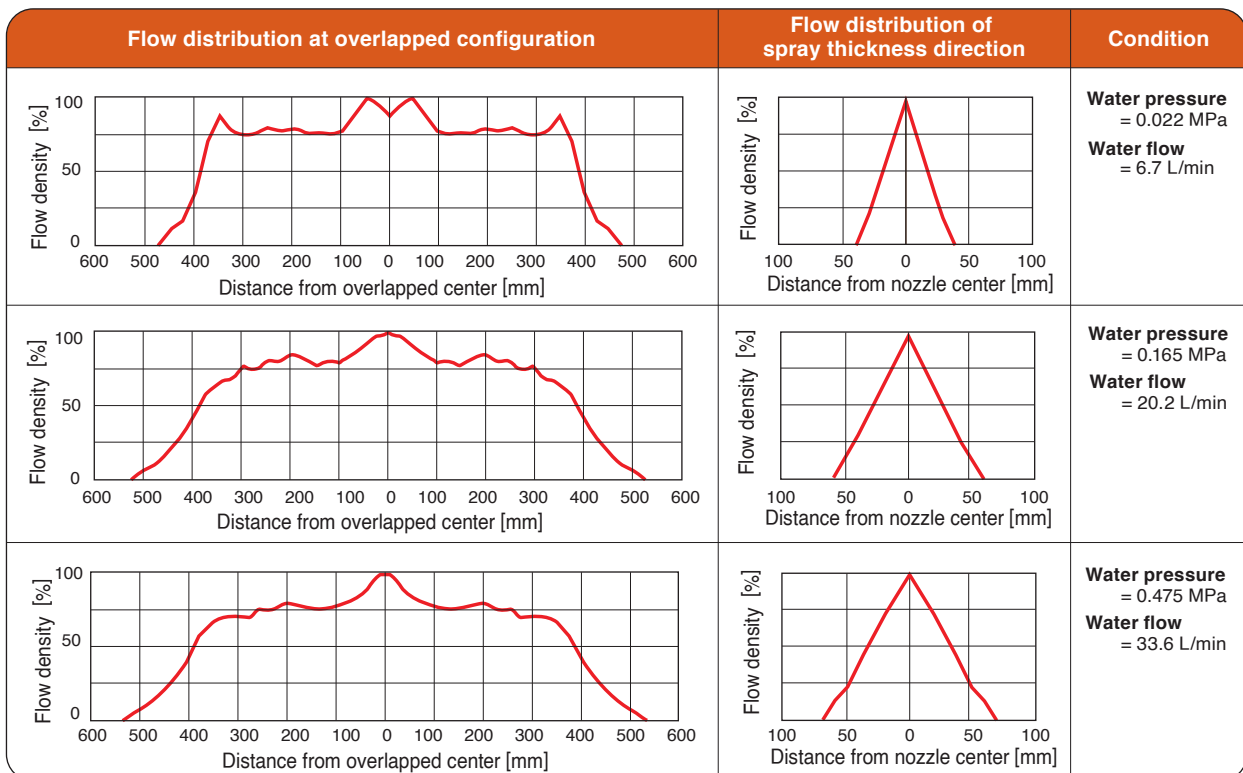 Flow distribution at overlapped configuration
Flow distribution of
spray thickness direction
Condition
Flow density [%]
100
50
0
600 500 400 300 200 100 0 100 200 300 400 500 600
Distance from overlapped center [mm]
Flow density [%]
100 50 0 50 100
Distance from nozzle center [mm]
Water pressure
= 0.022 MPa
Water flow
= 6.7 L/min
Flow density [%]
100
50
0
600 500 400 300 200 100 0 100 200 300 400 500 600
Distance from overlapped center [mm]
Flow density [%]
100 50 0 50 100
Distance from nozzle center [mm]
Water pressure
= 0.165 MPa
Water flow
= 20.2 L/min
Flow density [%]
100
50
0
600 500 400 300 200 100 0 100 200 300 400 500 600
Distance from overlapped center [mm]
Flow density [%]
100 50 0 50 100
Distance from nozzle center [mm]
Water pressure
= 0.475 MPa
Water flow
= 33.6 L/min